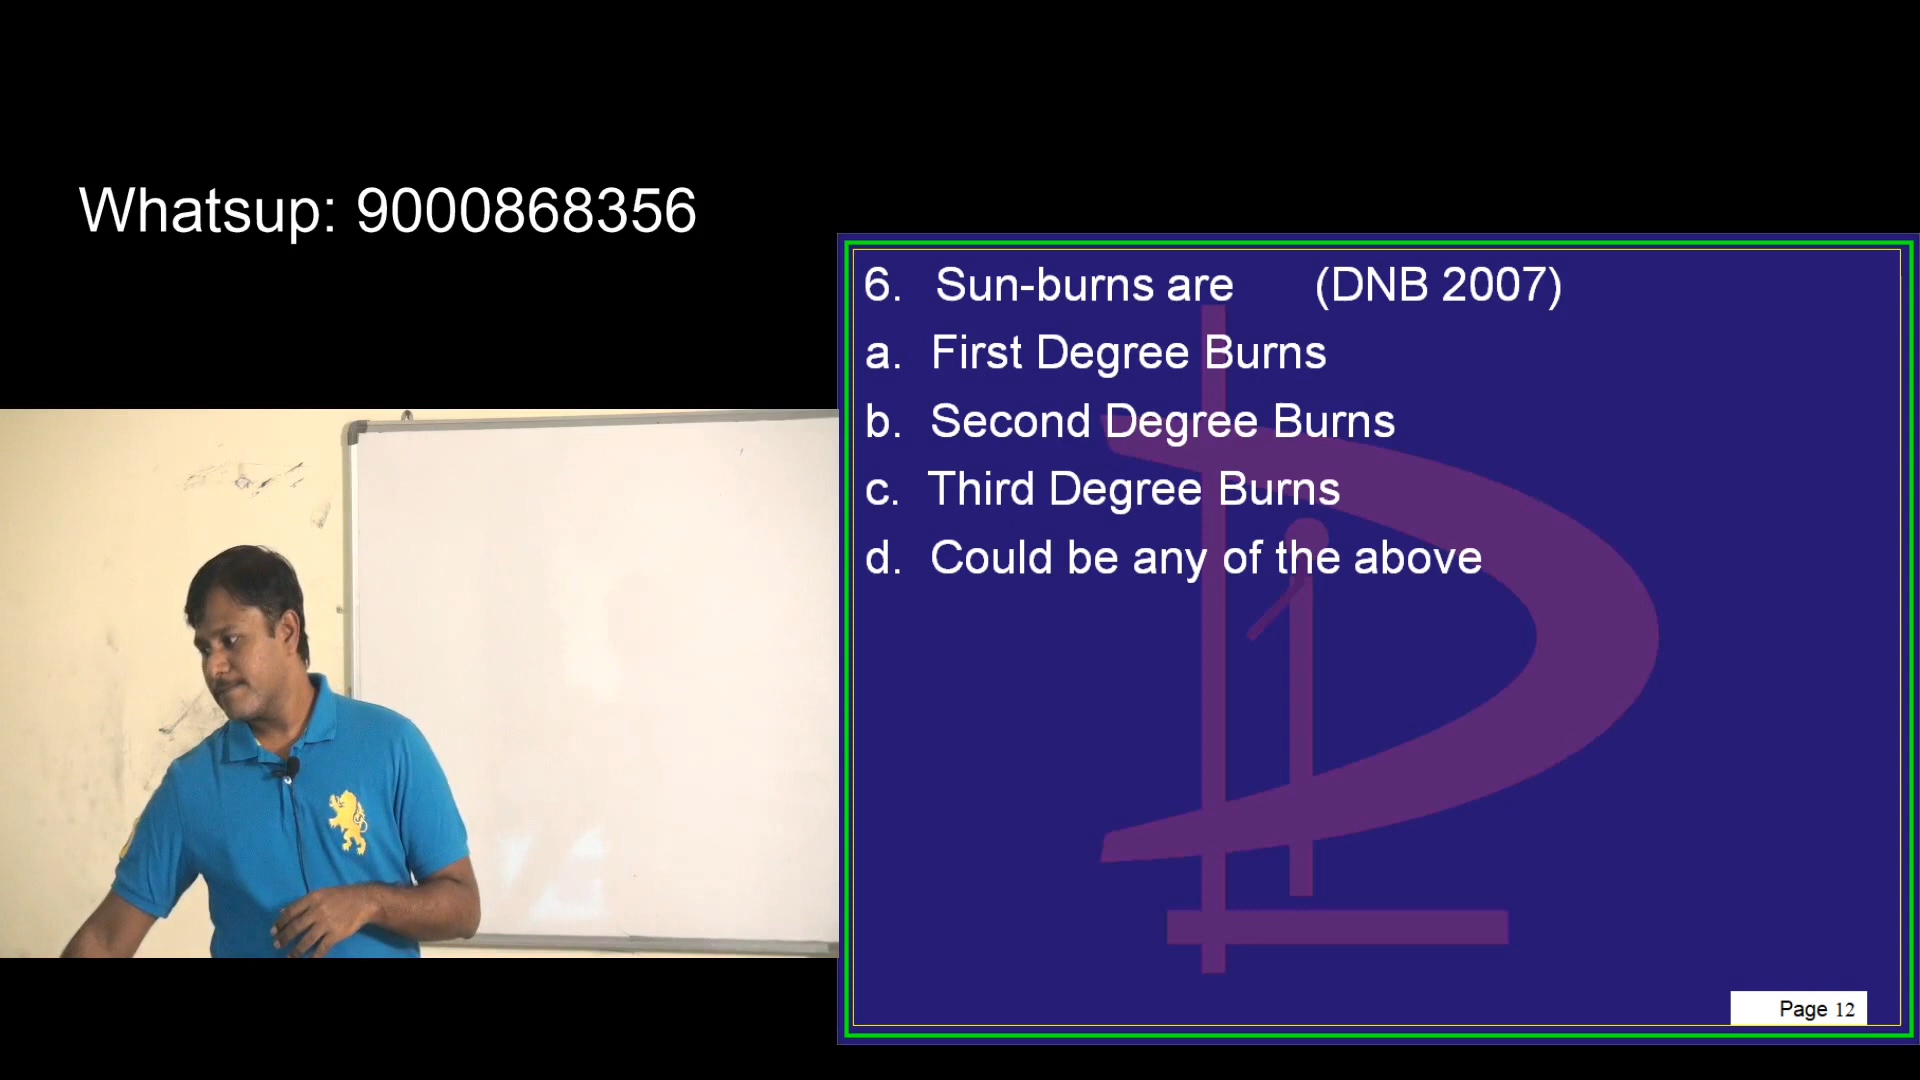 Whatsup: 9000868356
6. Sun-burns are (DNB 2007)
a. First Degree Burns
b. Second Degree Burns
c. Third Degree Burns
d. Could be any of the above
Page 12